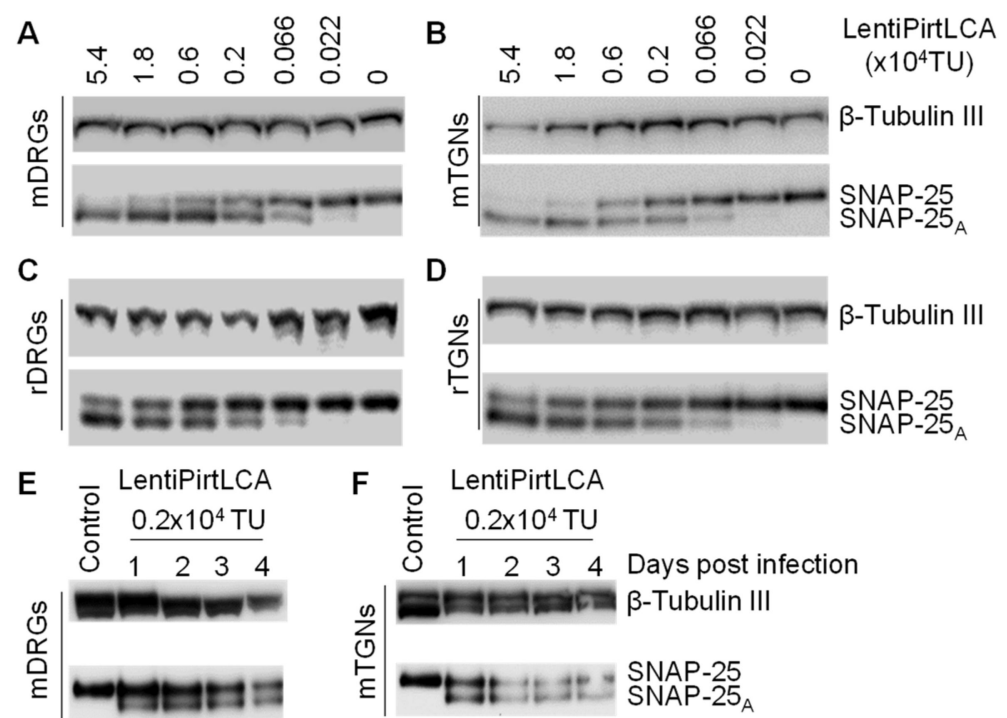 A
5.4 1.8 0.6 0.2 0.066 0.022 0
mDRGs
B
5.4 1.8 0.6 0.2 0.066 0.022 0
LentiPirtLCA
(x10⁴TU)
mTGNs
β-Tubulin III
SNAP-25
SNAP-25A
C
rDRGs
D
rTGNs
β-Tubulin III
SNAP-25
SNAP-25A
E
Control
LentiPirtLCA
0.2x10⁴ TU
1 2 3 4
mDRGs
F
Control
LentiPirtLCA
0.2x10⁴ TU
1 2 3 4
mTGNs
Days post infection
β-Tubulin III
SNAP-25
SNAP-25A